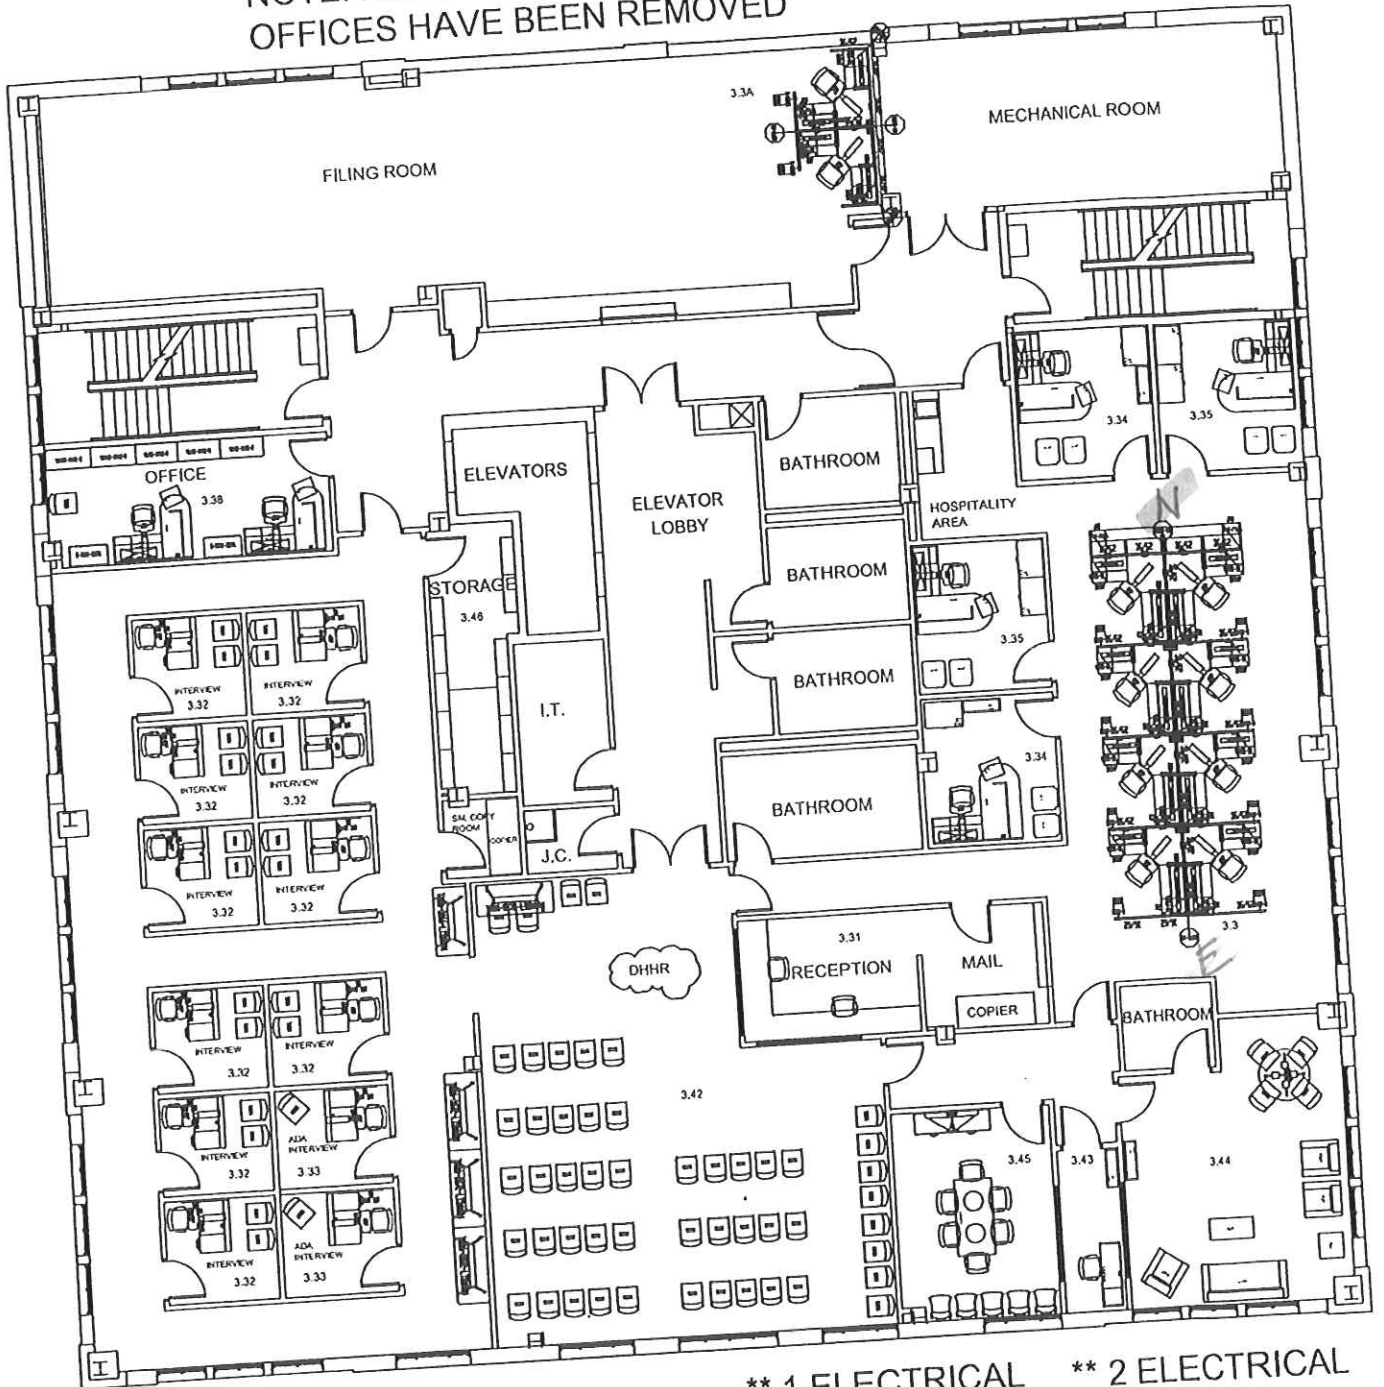 OFFICES HAVE BEEN REMOVED
3.3A
MECHANICAL ROOM
FILING ROOM
OFFICE
3.38
ELEVATORS
ELEVATOR
LOBBY
BATHROOM
3.34
3.35
HOSPITALITY
AREA
N
STORAGE
3.46
BATHROOM
3.35
INTERVIEW
3.32
INTERVIEW
3.32
I.T.
BATHROOM
3.34
INTERVIEW
3.32
INTERVIEW
3.32
BATHROOM
SM. COPY
ROOM
COPIER
J.C.
INTERVIEW
3.32
INTERVIEW
3.32
3.3
E
3.31
RECEPTION
MAIL
COPIER
DHHR
BATHROOM
INTERVIEW
3.32
INTERVIEW
3.32
3.42
INTERVIEW
3.32
ADA
INTERVIEW
3.33
3.45
3.43
3.44
INTERVIEW
3.32
ADA
INTERVIEW
3.33
** 1 ELECTRICAL
** 2 ELECTRICAL